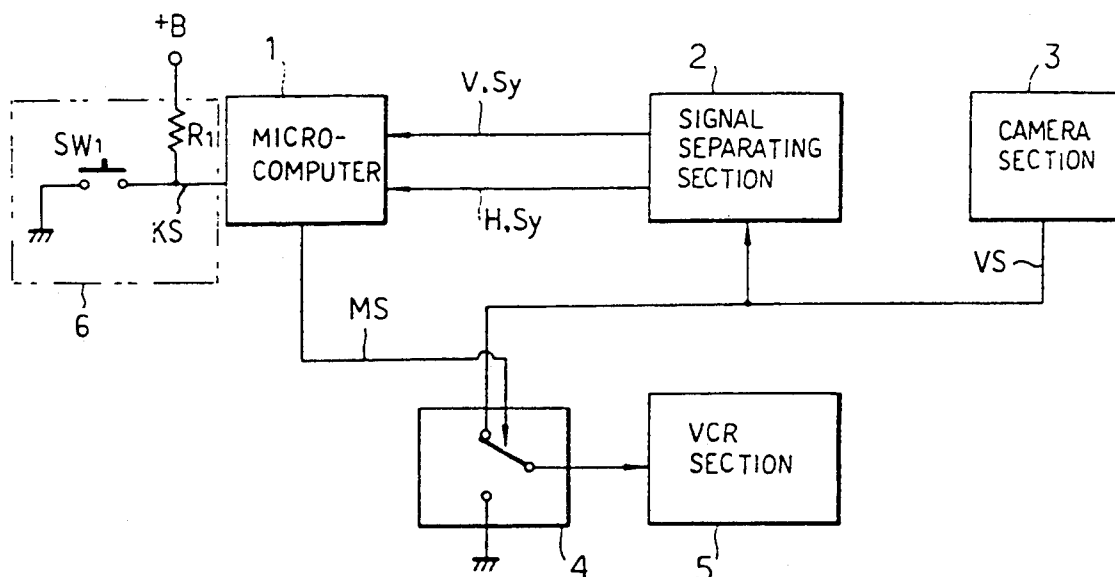 +B
1
2
3
V.Sy
SW1
R1
MICRO-
COMPUTER
SIGNAL
SEPARATING
SECTION
CAMERA
SECTION
KS
H.Sy
VS
6
MS
VCR
SECTION
4
5